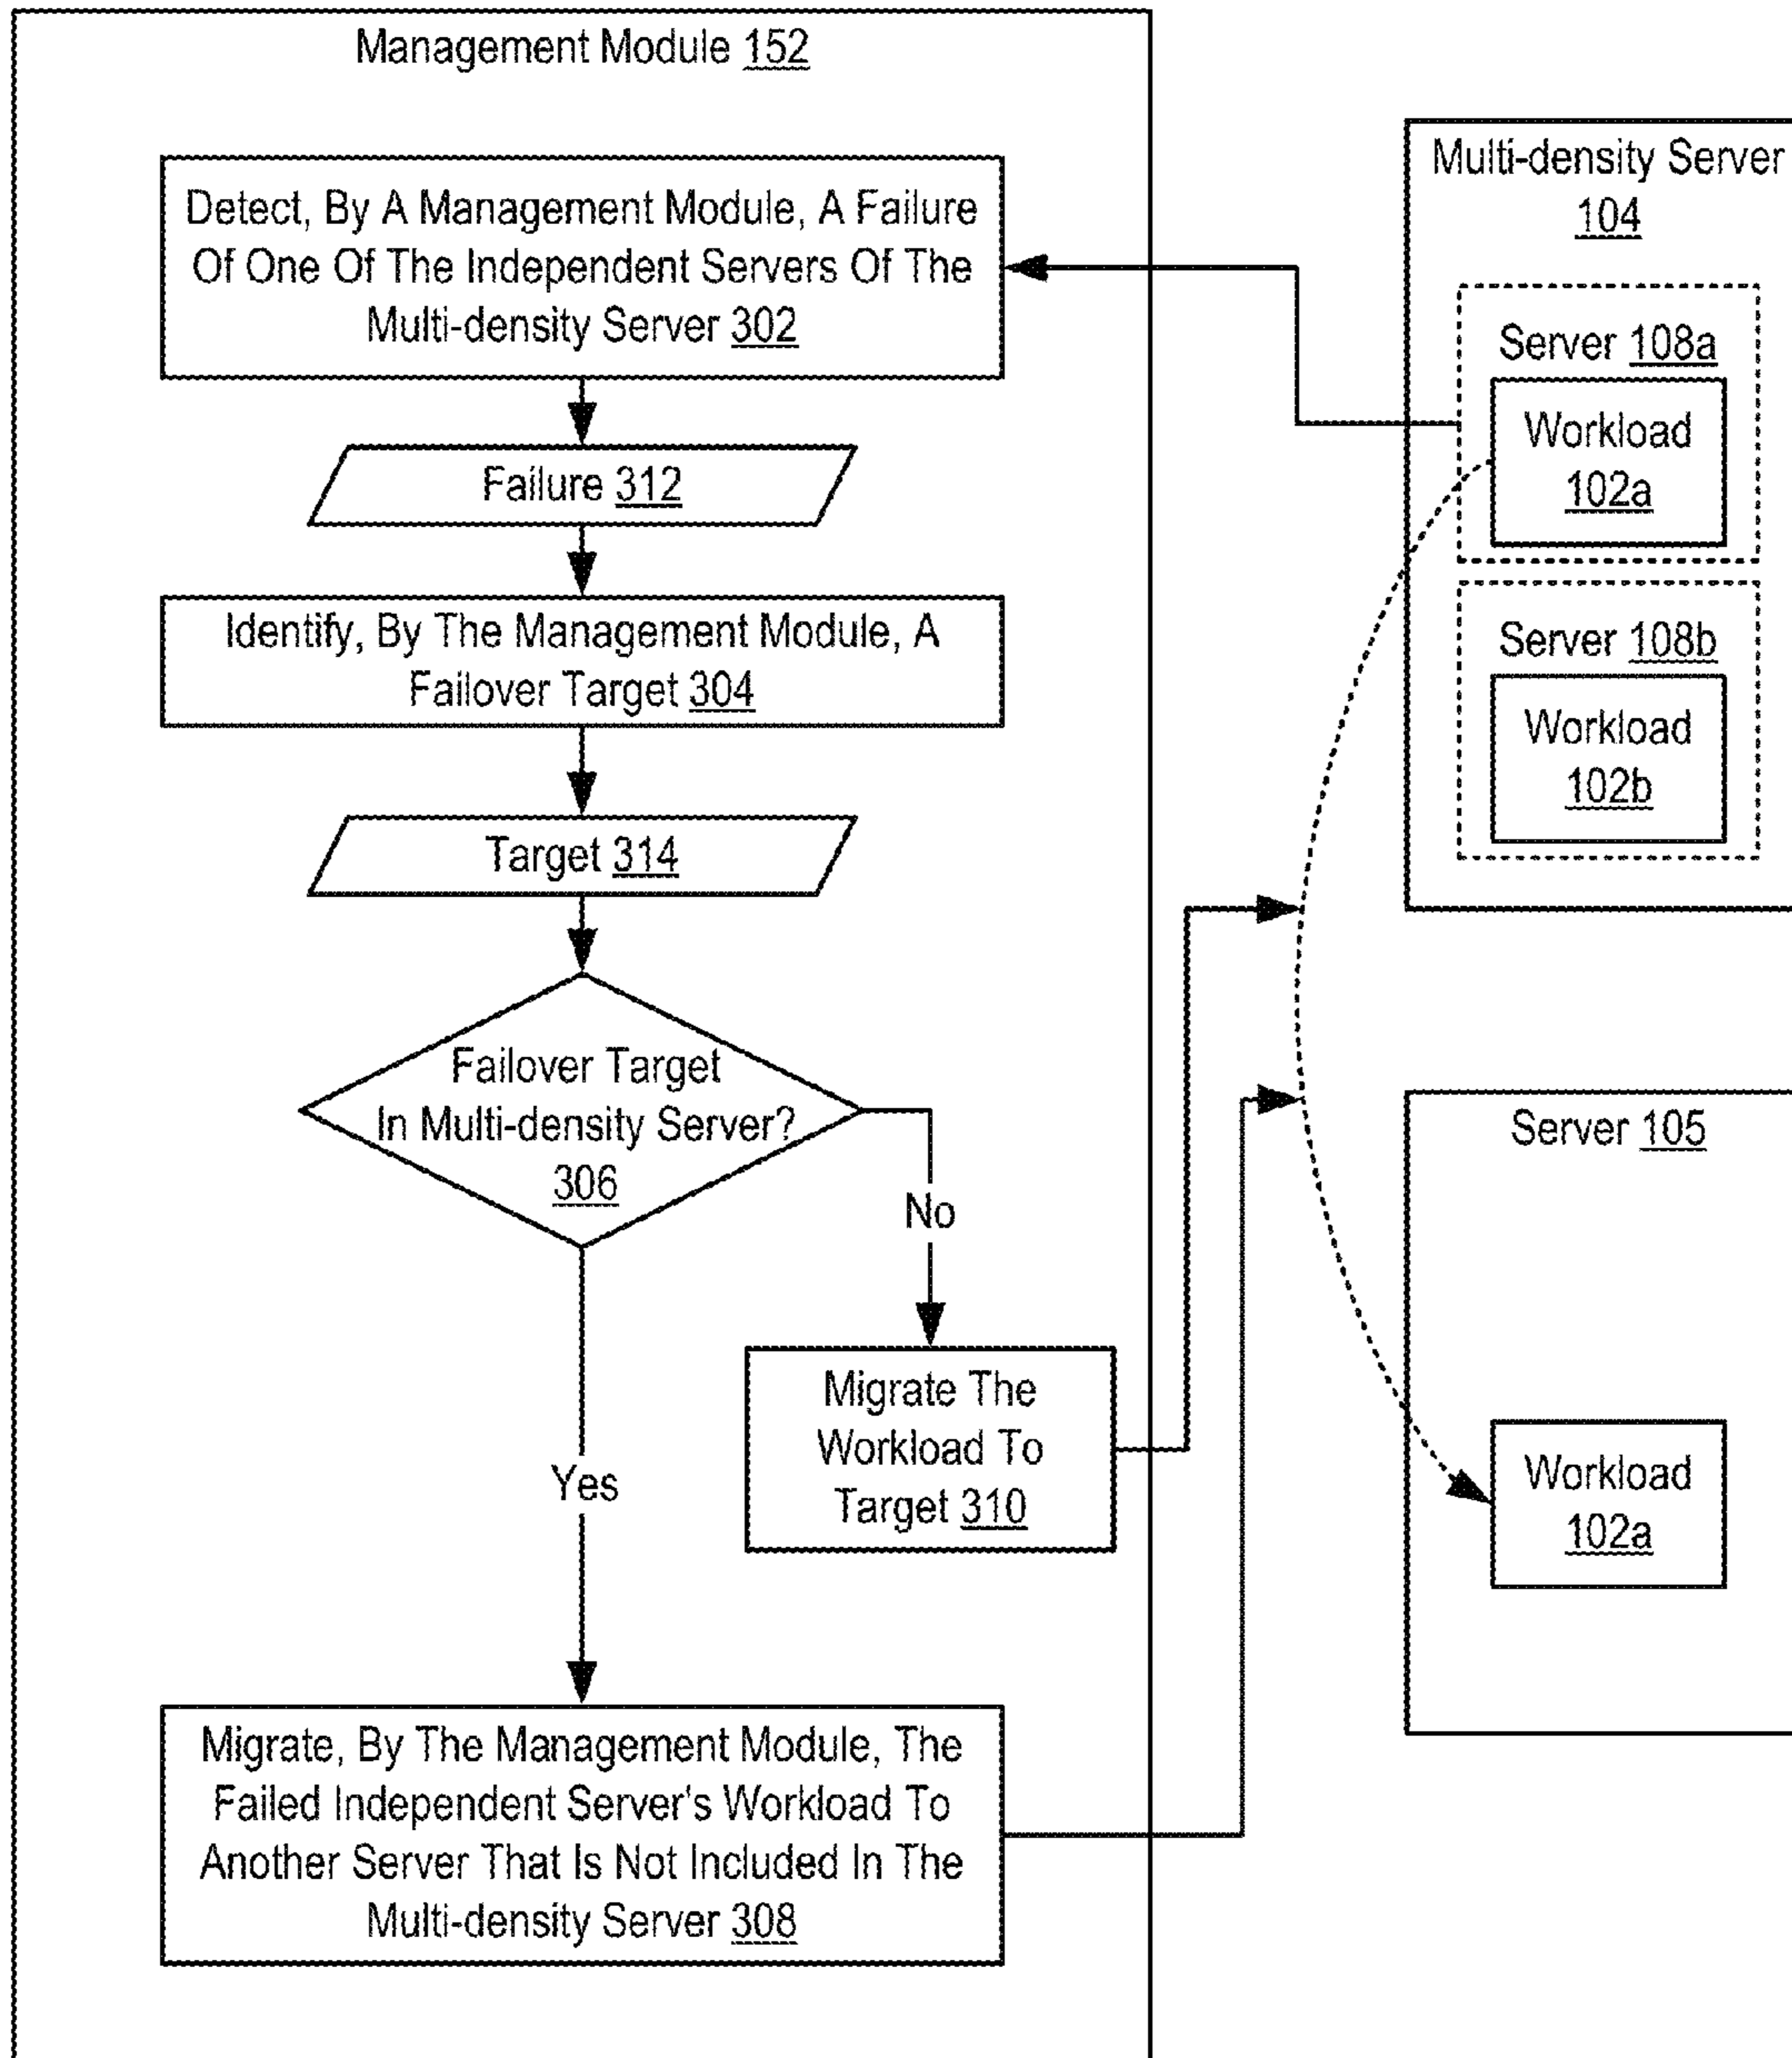 Management Module 152
Detect, By A Management Module, A Failure
Of One Of The Independent Servers Of The
Multi-density Server 302
Failure 312
Identify, By The Management Module, A
Failover Target 304
Target 314
Failover Target
In Multi-density Server?
306
No
Yes
Migrate The
Workload To
Target 310
Migrate, By The Management Module, The
Failed Independent Server's Workload To
Another Server That Is Not Included In The
Multi-density Server 308
Multi-density Server
104
Server 108a
Workload
102a
Server 108b
Workload
102b
Server 105
Workload
102a